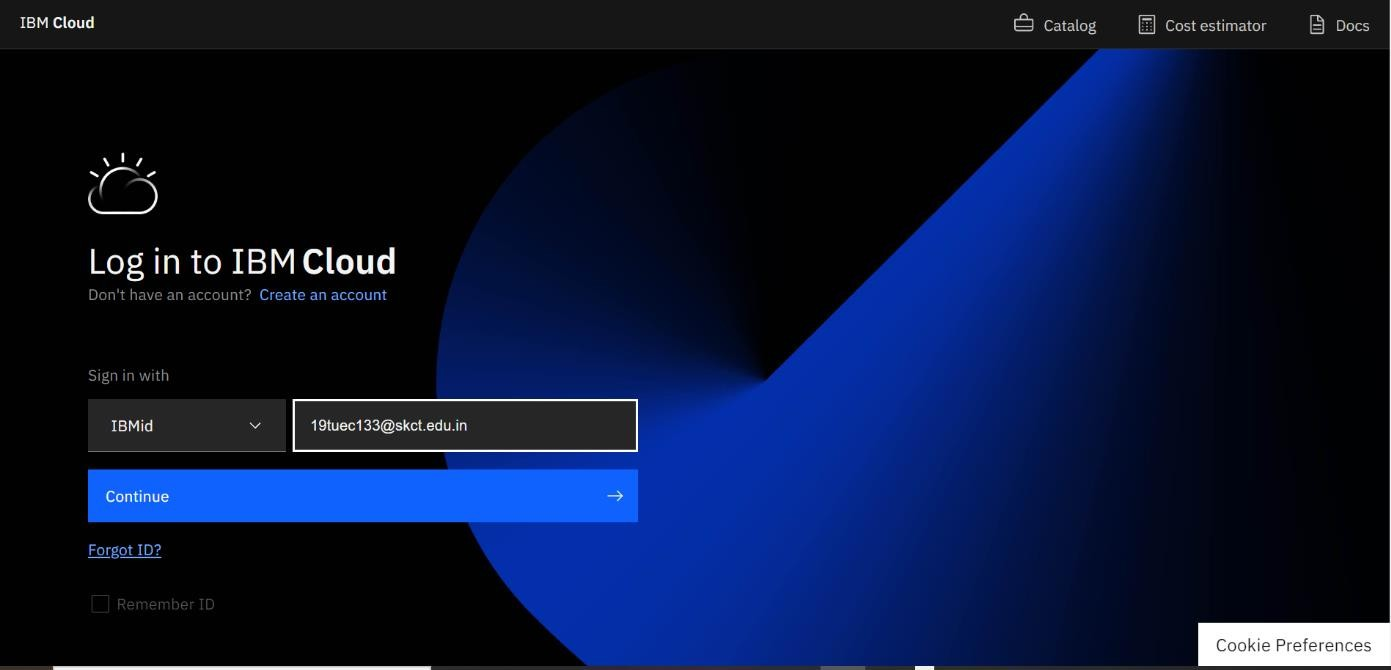 IBM Cloud
Catalog
Cost estimator
Docs
Log in to IBM Cloud
Don't have an account? Create an account
Sign in with
IBMid
19tuec133@skct.edu.in
Continue
Forgot ID?
Remember ID
Cookie Preferences